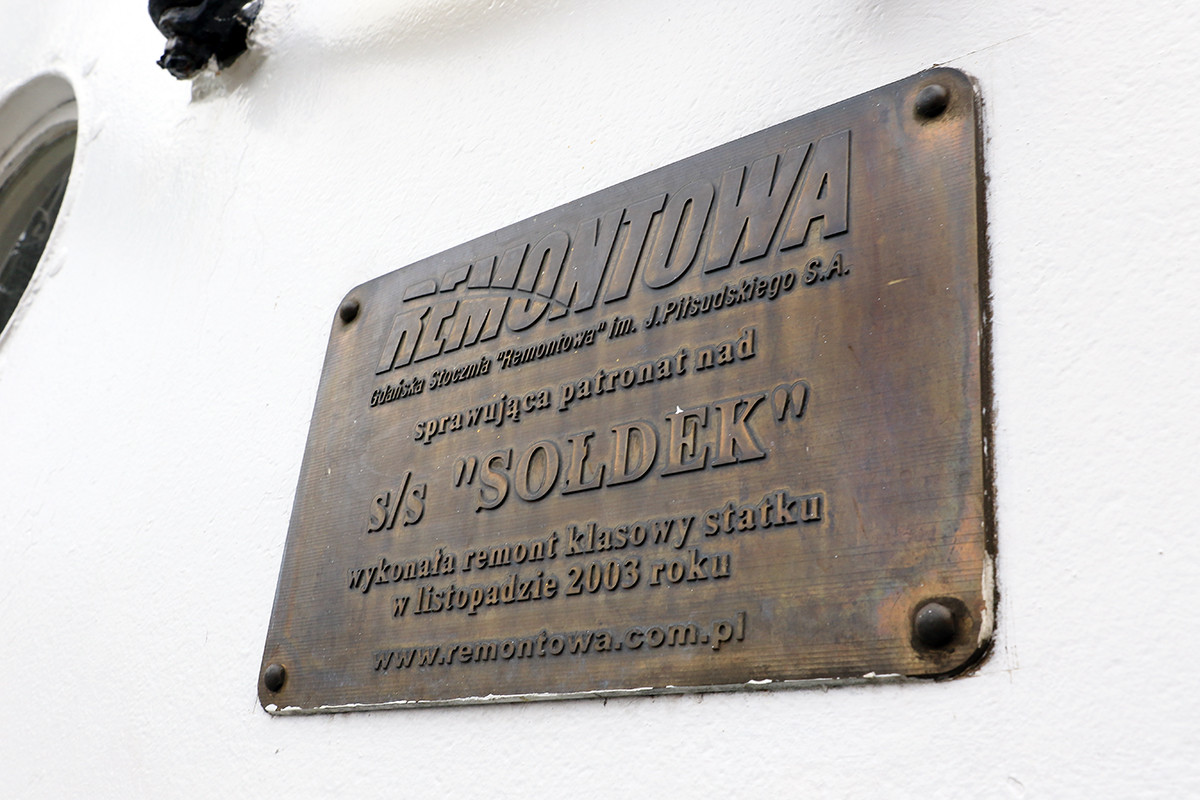 REMONTOWA
Gdańska Stocznia "Remontowa" im. J.Piłsudskiego S.A.
sprawująca patronat nad
s/s "SOŁDEK"
wykonała remont klasowy statku
w listopadzie 2003 roku
www.remontowa.com.pl